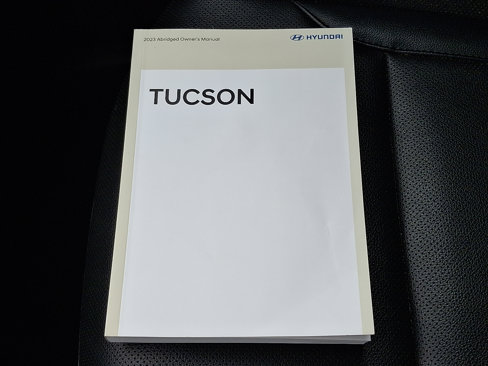 2023 Abridged Owner's Manual HYUNDAI
TUCSON